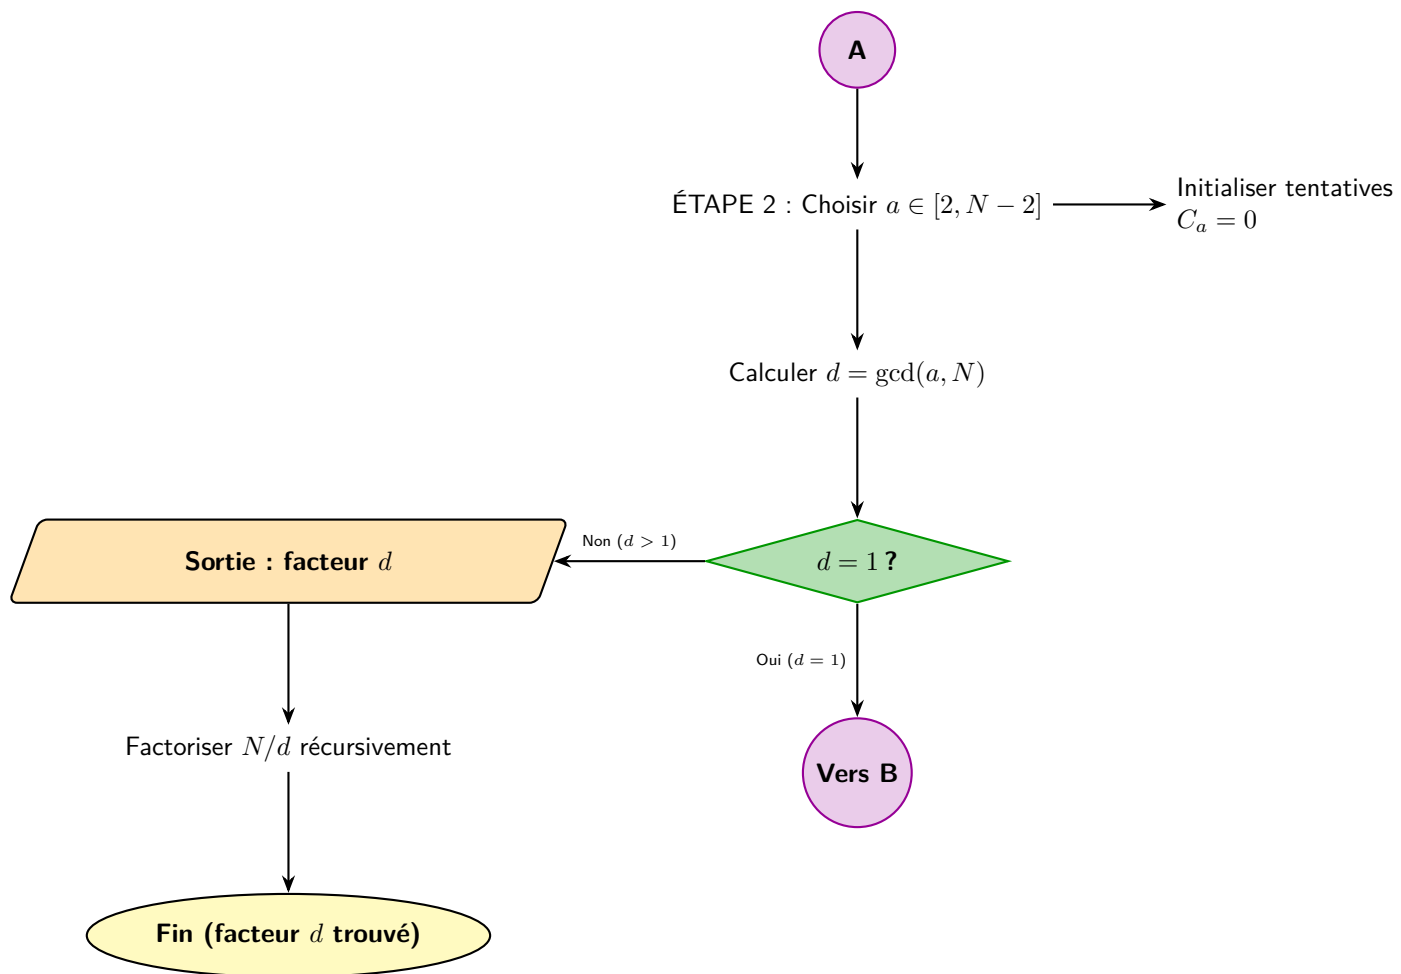 A
ÉTAPE 2 : Choisir $a \in [2, N-2]$
Initialiser tentatives
$C_a = 0$
Calculer $d = \gcd(a, N)$
Sortie : facteur $d$
Non ($d > 1$)
$d = 1$ ?
Oui ($d = 1$)
Factoriser $N/d$ récursivement
Vers B
Fin (facteur $d$ trouvé)